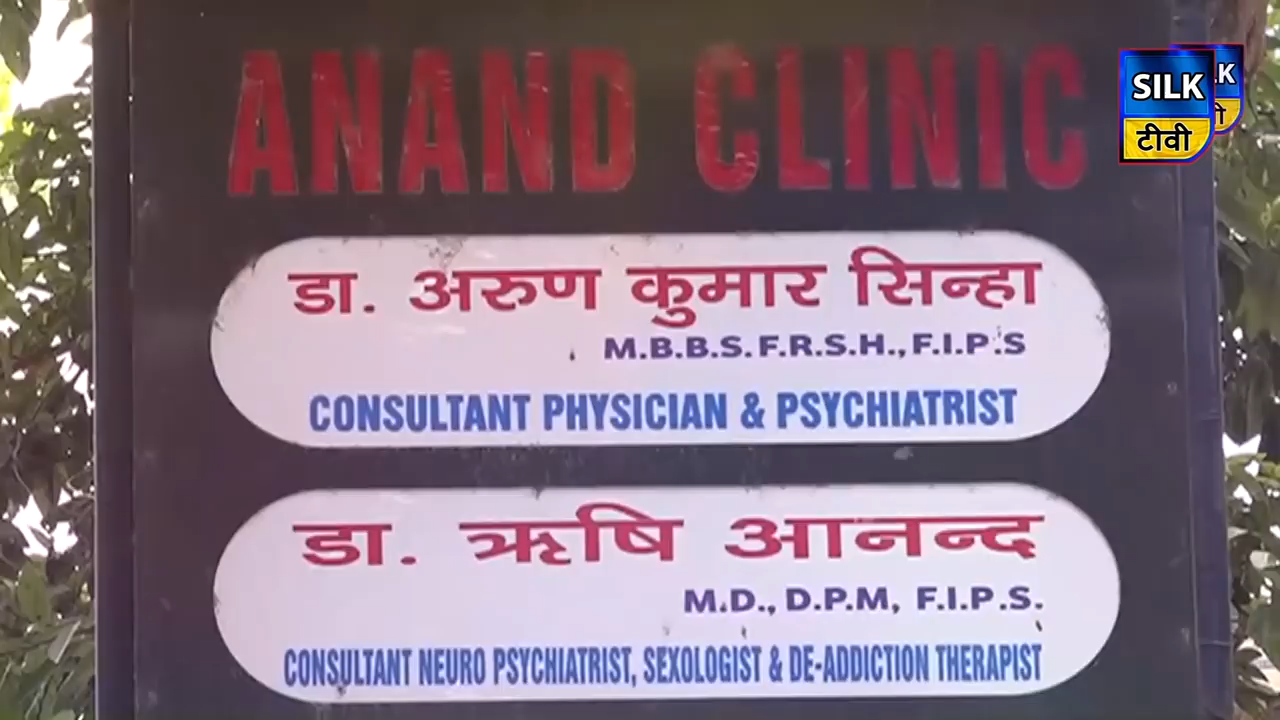 ANAND CLINIC
डा. अरुण कुमार सिन्हा
M.B.B.S. F.R.S.H., F.I.P.S
CONSULTANT PHYSICIAN & PSYCHIATRIST
डा. ऋषि आनन्द
M.D., D.P.M, F.I.P.S.
CONSULTANT NEURO PSYCHIATRIST, SEXOLOGIST & DE-ADDICTION THERAPIST
SILK
टीवी